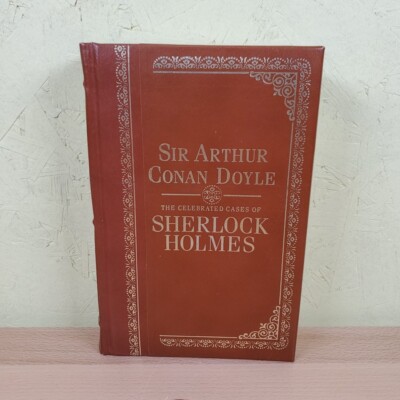 SIR ARTHUR
CONAN DOYLE
THE CELEBRATED CASES OF
SHERLOCK
HOLMES